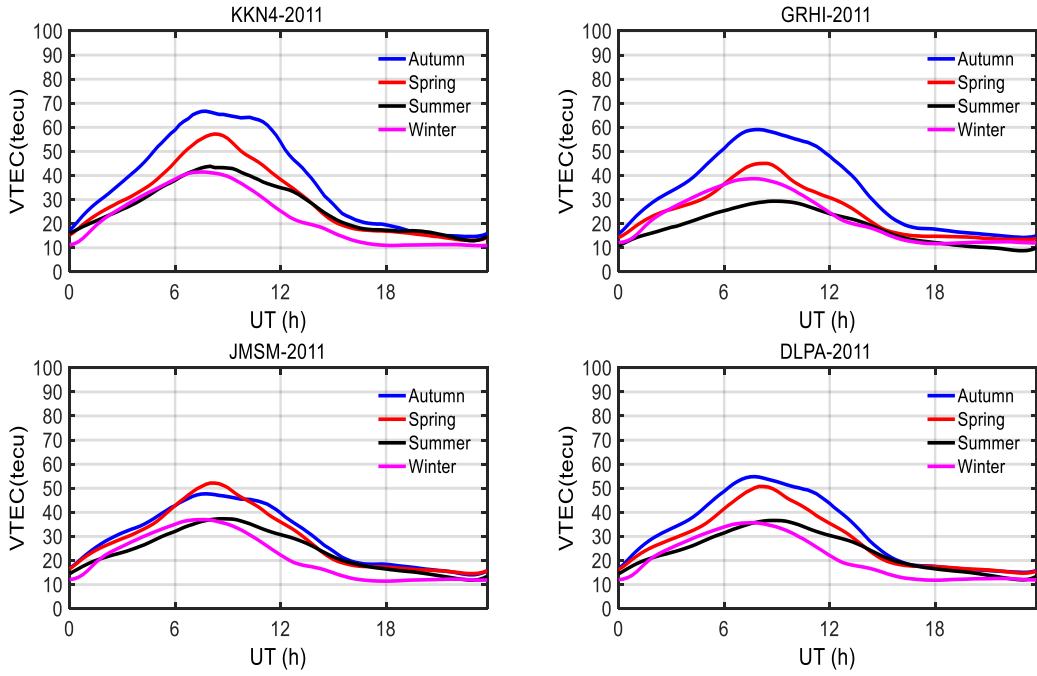 KKN4-2011
100
90
80
70
60
50
40
30
20
10
0
VTEC(tecu)
Autumn
Spring
Summer
Winter
0 6 12 18
UT (h)
GRHI-2011
100
90
80
70
60
50
40
30
20
10
0
VTEC(tecu)
Autumn
Spring
Summer
Winter
0 6 12 18
UT (h)
JMSM-2011
100
90
80
70
60
50
40
30
20
10
0
VTEC(tecu)
Autumn
Spring
Summer
Winter
0 6 12 18
UT (h)
DLPA-2011
100
90
80
70
60
50
40
30
20
10
0
VTEC(tecu)
Autumn
Spring
Summer
Winter
0 6 12 18
UT (h)